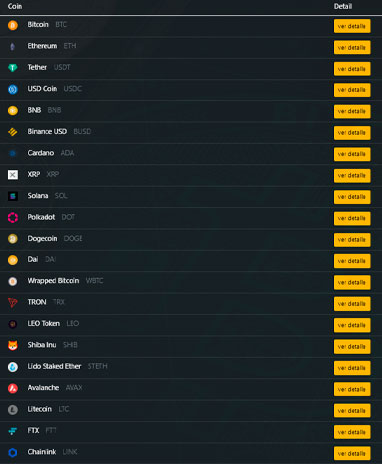 Coin Detail
Bitcoin BTC ver detalle
Ethereum ETH ver detalle
Tether USDT ver detalle
USD Coin USDC ver detalle
BNB BNB ver detalle
Binance USD BUSD ver detalle
Cardano ADA ver detalle
XRP XRP ver detalle
Solana SOL ver detalle
Polkadot DOT ver detalle
Dogecoin DOGE ver detalle
Dai DAI ver detalle
Wrapped Bitcoin WBTC ver detalle
TRON TRX ver detalle
LEO Token LEO ver detalle
Shiba Inu SHIB ver detalle
Lido Staked Ether STETH ver detalle
Avalanche AVAX ver detalle
Litecoin LTC ver detalle
FTX FTT ver detalle
Chainlink LINK ver detalle